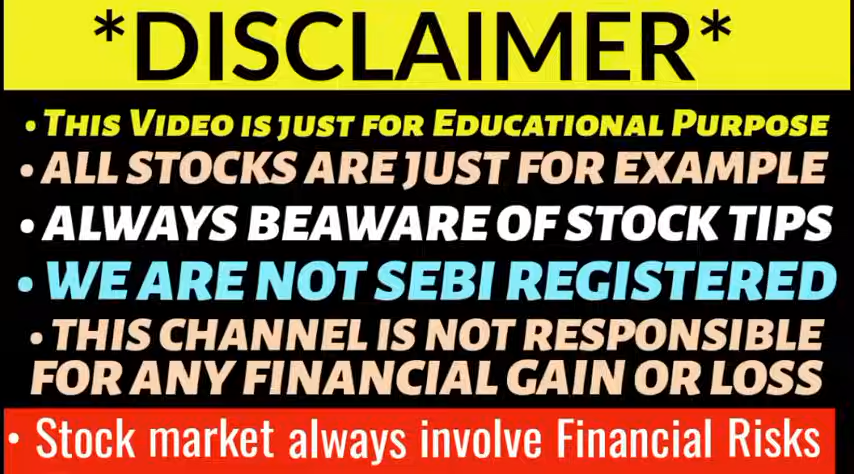 *DISCLAIMER*
• THIS VIDEO IS JUST FOR EDUCATIONAL PURPOSE
• ALL STOCKS ARE JUST FOR EXAMPLE
• ALWAYS BEAWARE OF STOCK TIPS
• WE ARE NOT SEBI REGISTERED
• THIS CHANNEL IS NOT RESPONSIBLE
FOR ANY FINANCIAL GAIN OR LOSS
• Stock market always involve Financial Risks